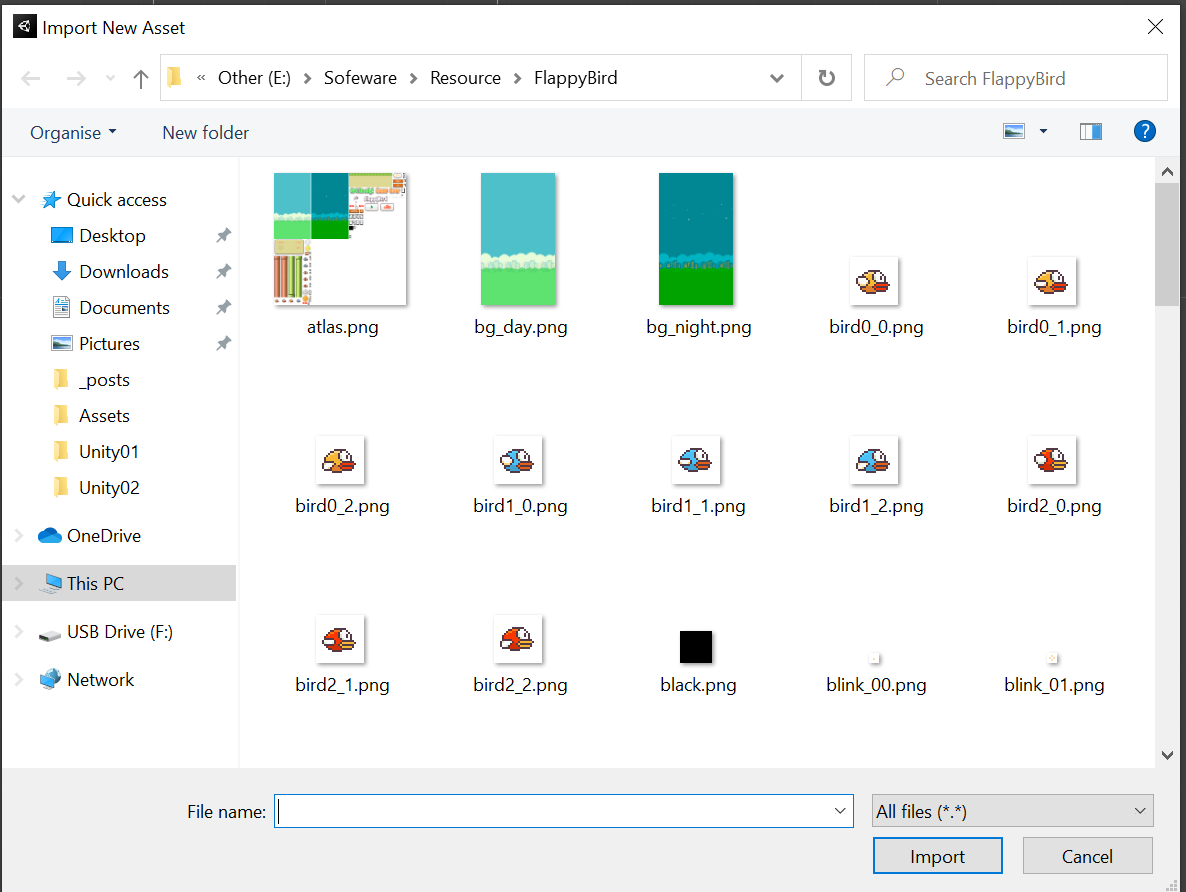 Import New Asset
« Other (E:) > Sofeware > Resource > FlappyBird
Search FlappyBird
Organise
New folder
?
Quick access
Desktop
Downloads
Documents
Pictures
_posts
Assets
Unity01
Unity02
OneDrive
This PC
USB Drive (F:)
Network
atlas.png
bg_day.png
bg_night.png
bird0_0.png
bird0_1.png
bird0_2.png
bird1_0.png
bird1_1.png
bird1_2.png
bird2_0.png
bird2_1.png
bird2_2.png
black.png
blink_00.png
blink_01.png
File name:
All files (*.*)
Import
Cancel